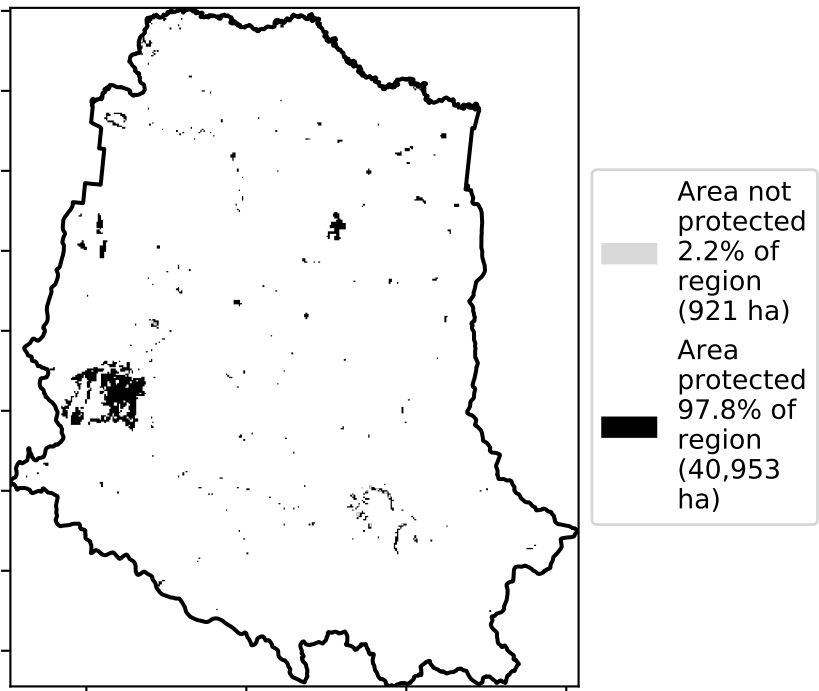 Area not
protected
2.2% of
region
(921 ha)
Area
protected
97.8% of
region
(40,953
ha)